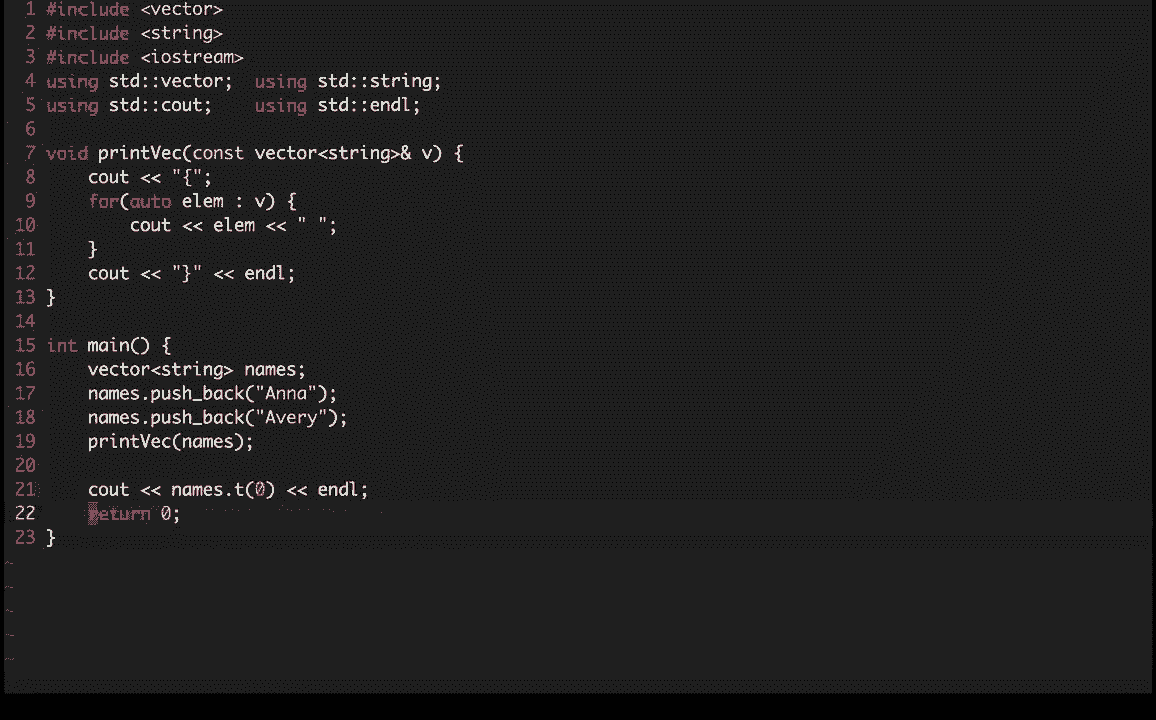 1 #include <vector>
2 #include <string>
3 #include <iostream>
4 using std::vector;  using std::string;
5 using std::cout;    using std::endl;
6
7 void printVec(const vector<string>& v) {
8     cout << "{";
9     for(auto elem : v) {
10         cout << elem << " ";
11     }
12     cout << "}" << endl;
13 }
14
15 int main() {
16     vector<string> names;
17     names.push_back("Anna");
18     names.push_back("Avery");
19     printVec(names);
20
21     cout << names.t(0) << endl;
22     return 0;
23 }
~
~
~
~
~